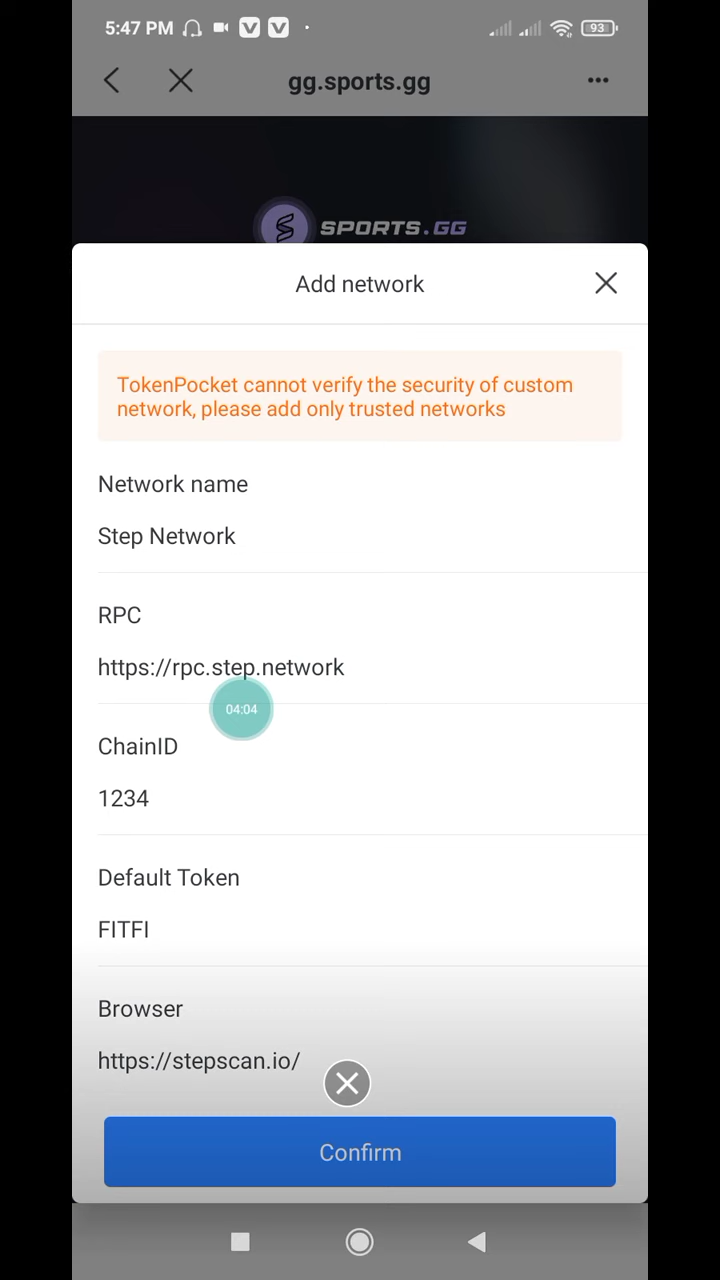 5:47 PM
93
gg.sports.gg
SPORTS.GG
Add network
TokenPocket cannot verify the security of custom
network, please add only trusted networks
Network name
Step Network
RPC
https://rpc.step.network
04:04
ChainID
1234
Default Token
FITFI
Browser
https://stepscan.io/
Confirm